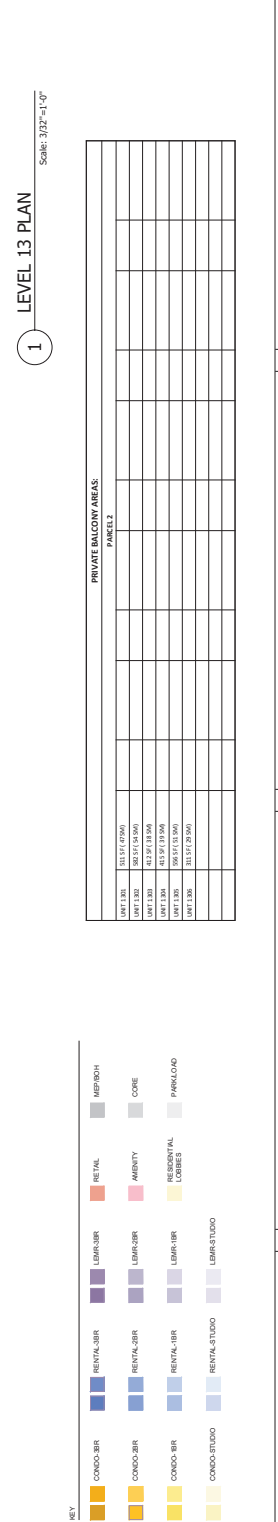 1 LEVEL 13 PLAN
Scale: 3/32"=1'-0"
PRIVATE BALCONY AREAS:
PARCEL 2
UNIT 1301 511 SF ( 47 SM)
UNIT 1302 582 SF ( 54 SM)
UNIT 1303 412 SF ( 38 SM)
UNIT 1304 415 SF ( 39 SM)
UNIT 1305 556 SF ( 51 SM)
UNIT 1306 311 SF ( 29 SM)
KEY
CONDO-3BR RENTAL-3BR LEMR-3BR RETAIL MEP/BOH
CONDO-2BR RENTAL-2BR LEMR-2BR AMENITY CORE
CONDO-1BR RENTAL-1BR LEMR-1BR RESIDENTIAL LOBBIES PARK/LOAD
CONDO-STUDIO RENTAL-STUDIO LEMR-STUDIO